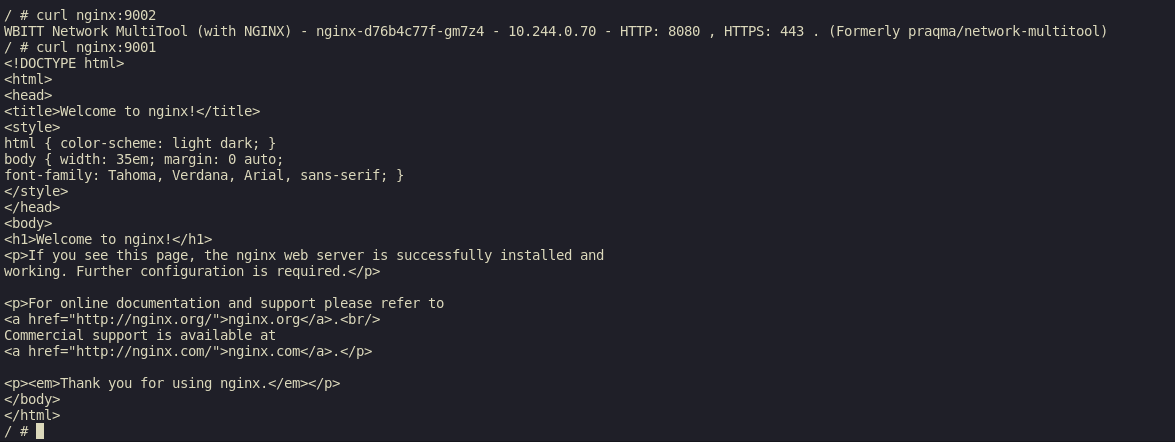 / # curl nginx:9002
WBITT Network MultiTool (with NGINX) - nginx-d76b4c77f-gm7z4 - 10.244.0.70 - HTTP: 8080 , HTTPS: 443 . (Formerly praqma/network-multitool)
/ # curl nginx:9001
<!DOCTYPE html>
<html>
<head>
<title>Welcome to nginx!</title>
<style>
html { color-scheme: light dark; }
body { width: 35em; margin: 0 auto;
font-family: Tahoma, Verdana, Arial, sans-serif; }
</style>
</head>
<body>
<h1>Welcome to nginx!</h1>
<p>If you see this page, the nginx web server is successfully installed and
working. Further configuration is required.</p>

<p>For online documentation and support please refer to
<a href="http://nginx.org/">nginx.org</a>.<br/>
Commercial support is available at
<a href="http://nginx.com/">nginx.com</a>.</p>

<p><em>Thank you for using nginx.</em></p>
</body>
</html>
/ #